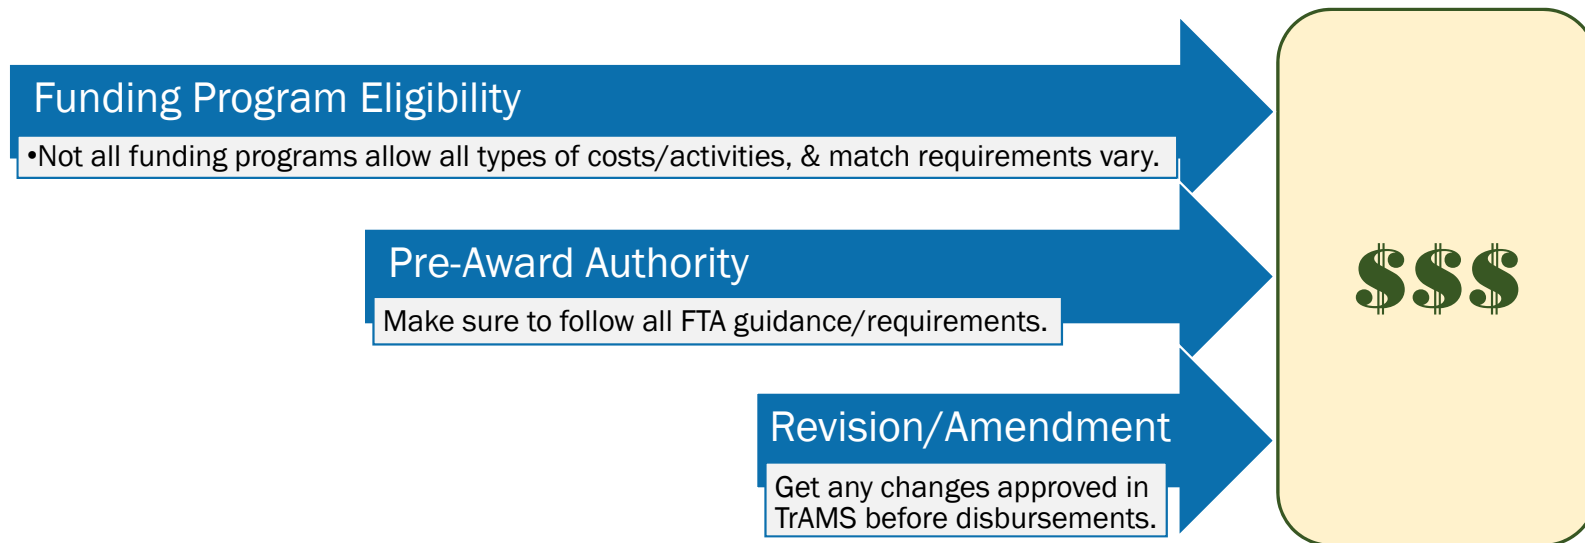 Funding Program Eligibility
•Not all funding programs allow all types of costs/activities, & match requirements vary.
Pre-Award Authority
Make sure to follow all FTA guidance/requirements.
Revision/Amendment
Get any changes approved in
TrAMS before disbursements.
$$$